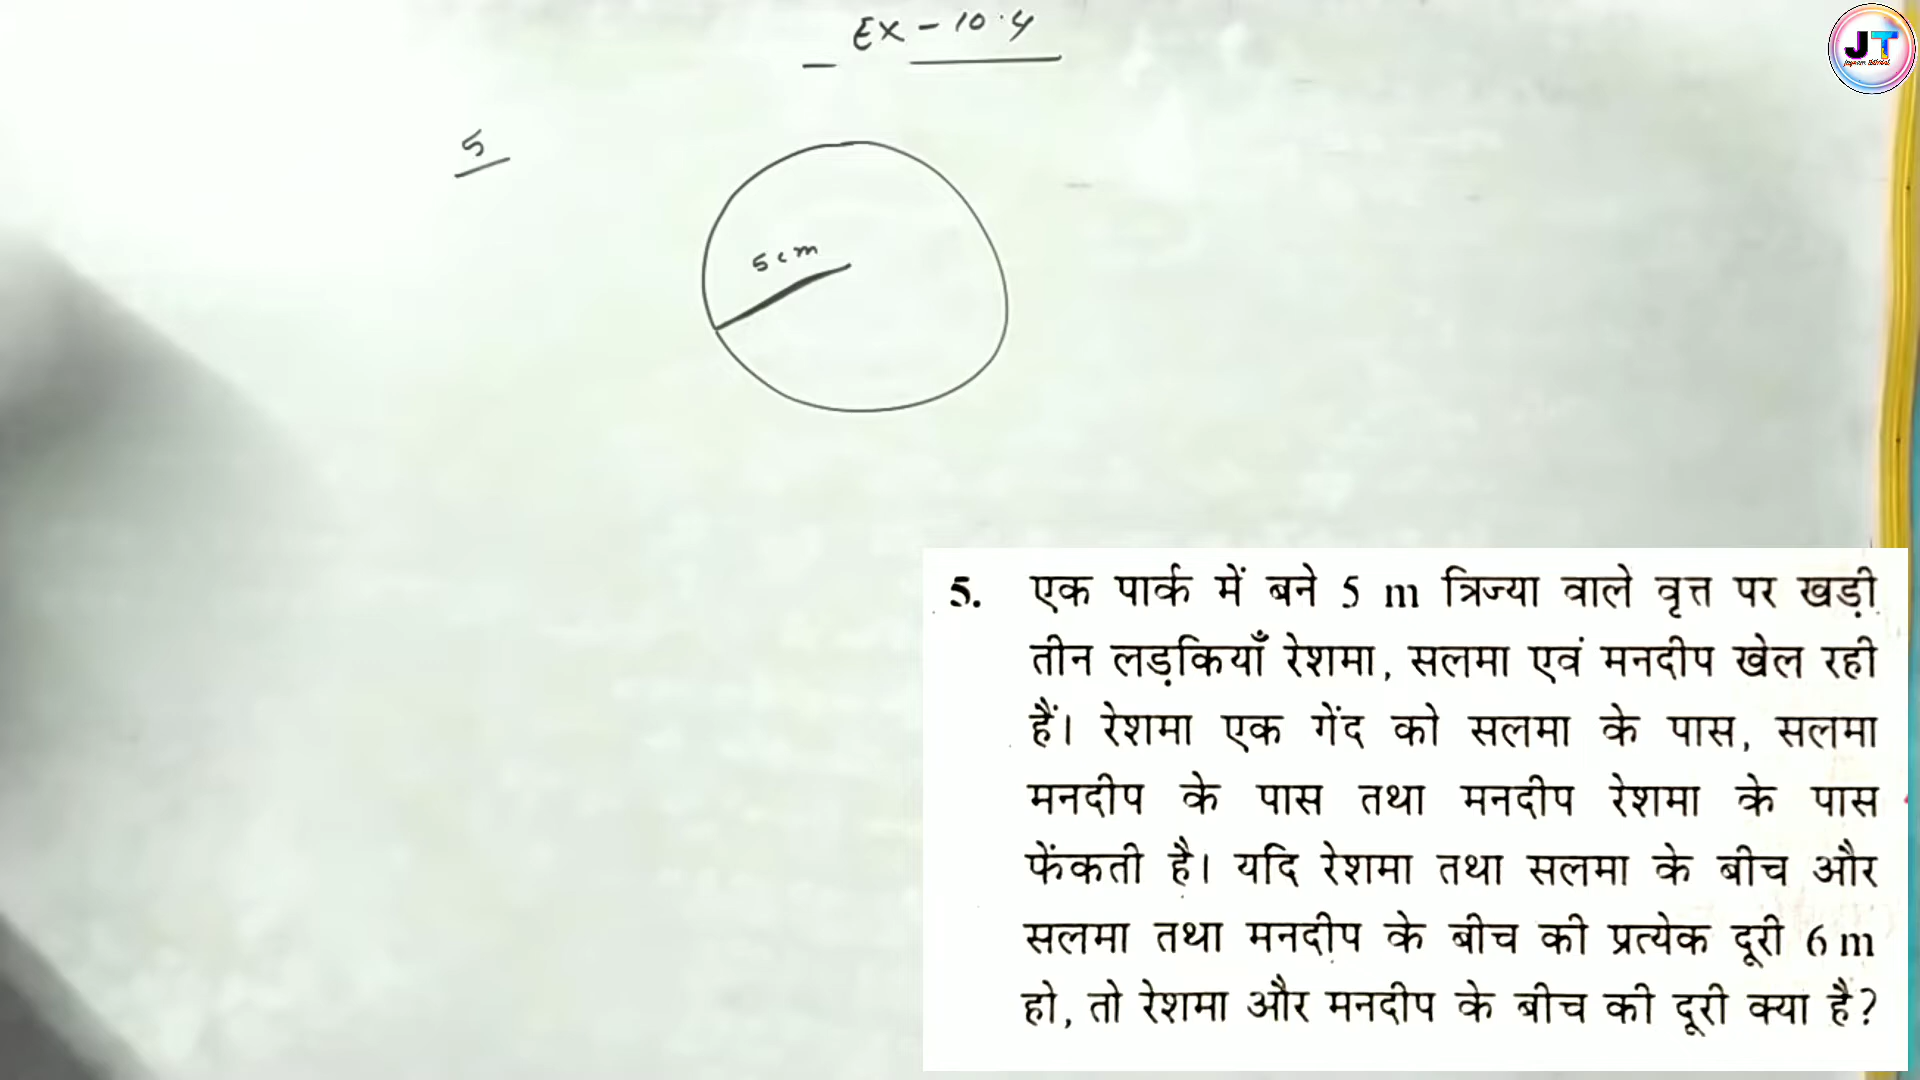 EX - 10.4
5
5cm
5. एक पार्क में बने 5 m त्रिज्या वाले वृत्त पर खड़ी
तीन लड़कियाँ रेशमा, सलमा एवं मनदीप खेल रही
हैं। रेशमा एक गेंद को सलमा के पास, सलमा
मनदीप के पास तथा मनदीप रेशमा के पास
फेंकती है। यदि रेशमा तथा सलमा के बीच और
सलमा तथा मनदीप के बीच की प्रत्येक दूरी 6 m
हो, तो रेशमा और मनदीप के बीच की दूरी क्या है?
JT